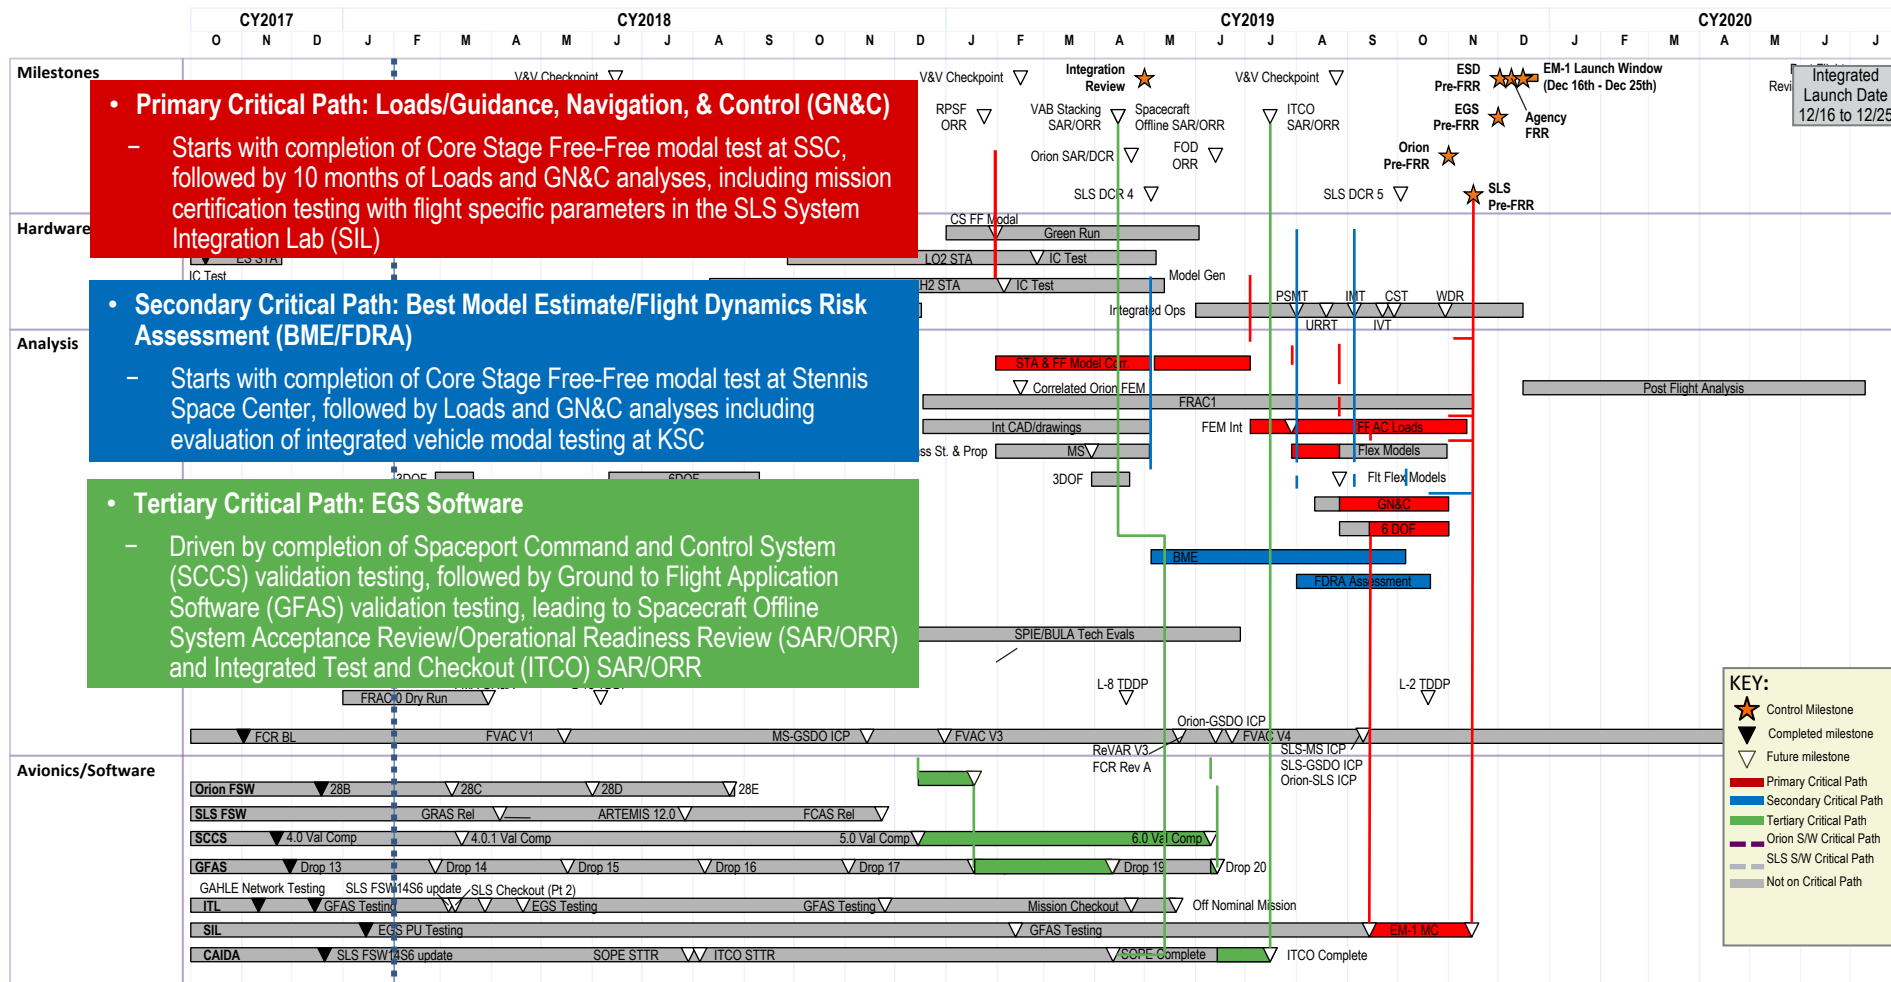 CY2017
CY2018
CY2019
CY2020
O N D J F M A M J J A S O N D J F M A M J J A S O N D J F M A M J J
Milestones
V&V Checkpoint
V&V Checkpoint
Integration
Review
V&V Checkpoint
ESD
Pre-FRR
EM-1 Launch Window
(Dec 16th - Dec 25th)
Integrated
Launch Date
12/16 to 12/25
RPSF
ORR
VAB Stacking
SAR/ORR
Spacecraft
Offline SAR/ORR
ITCO
SAR/ORR
EGS
Pre-FRR
Agency
FRR
Orion SAR/DCR
FOD
ORR
Orion
Pre-FRR
SLS DCR 4
SLS DCR 5
SLS
Pre-FRR
• Primary Critical Path: Loads/Guidance, Navigation, & Control (GN&C)
– Starts with completion of Core Stage Free-Free modal test at SSC,
followed by 10 months of Loads and GN&C analyses, including mission
certification testing with flight specific parameters in the SLS System
Integration Lab (SIL)
Hardware
CS FF Modal
Green Run
ES STA
LO2 STA
IC Test
IC Test
H2 STA
IC Test
Model Gen
Integrated Ops
PSMT
IMT
CST
WDR
URRT
IVT
• Secondary Critical Path: Best Model Estimate/Flight Dynamics Risk
Assessment (BME/FDRA)
– Starts with completion of Core Stage Free-Free modal test at Stennis
Space Center, followed by Loads and GN&C analyses including
evaluation of integrated vehicle modal testing at KSC
Analysis
STA & FF Model Corr.
Correlated Orion FEM
Post Flight Analysis
FRAC1
Int CAD/drawings
FEM Int
FRAC Loads
St. & Prop
MS
Flex Models
3DOF
6DOF
3DOF
Flt Flex Models
GN&C
6 DOF
BME
FDRA Assessment
• Tertiary Critical Path: EGS Software
– Driven by completion of Spaceport Command and Control System
(SCCS) validation testing, followed by Ground to Flight Application
Software (GFAS) validation testing, leading to Spacecraft Offline
System Acceptance Review/Operational Readiness Review (SAR/ORR)
and Integrated Test and Checkout (ITCO) SAR/ORR
SPIE/BULA Tech Evals
FRAC 0 Dry Run
L-8 TDDP
L-2 TDDP
Orion-GSDO ICP
FCR BL
FVAC V1
MS-GSDO ICP
FVAC V3
FVAC V4
ReVAR V3
FCR Rev A
SLS-MS ICP
SLS-GSDO ICP
Orion-SLS ICP
Avionics/Software
Orion FSW
28B
28C
28D
28E
SLS FSW
GRAS Rel
ARTEMIS 12.0
FCAS Rel
SCCS
4.0 Val Comp
4.0.1 Val Comp
5.0 Val Comp
6.0 Val Comp
GFAS
Drop 13
Drop 14
Drop 15
Drop 16
Drop 17
Drop 19
Drop 20
GAHLE Network Testing
SLS FSW14S6 update
SLS Checkout (Pt 2)
ITL
GFAS Testing
EGS Testing
GFAS Testing
Mission Checkout
Off Nominal Mission
SIL
EGS PU Testing
GFAS Testing
EM-1 MC
CAIDA
SLS FSW14S6 update
SOPE STTR
ITCO STTR
SOPE Complete
ITCO Complete
KEY:
Control Milestone
Completed milestone
Future milestone
Primary Critical Path
Secondary Critical Path
Tertiary Critical Path
Orion S/W Critical Path
SLS S/W Critical Path
Not on Critical Path